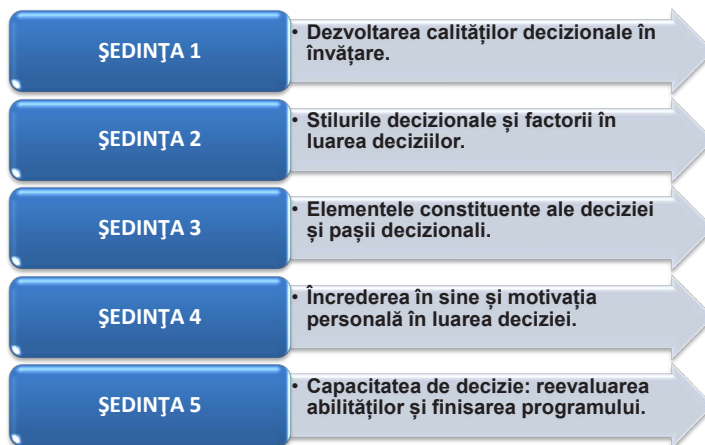 ŞEDINŢA 1
• Dezvoltarea calităților decizionale în
învățare.
ŞEDINŢA 2
• Stilurile decizionale și factorii în
luarea deciziilor.
ŞEDINŢA 3
• Elementele constituente ale deciziei
și pașii decizionali.
ŞEDINŢA 4
• Încrederea în sine și motivația
personală în luarea deciziei.
ŞEDINŢA 5
• Capacitatea de decizie: reevaluarea
abilităților și finisarea programului.